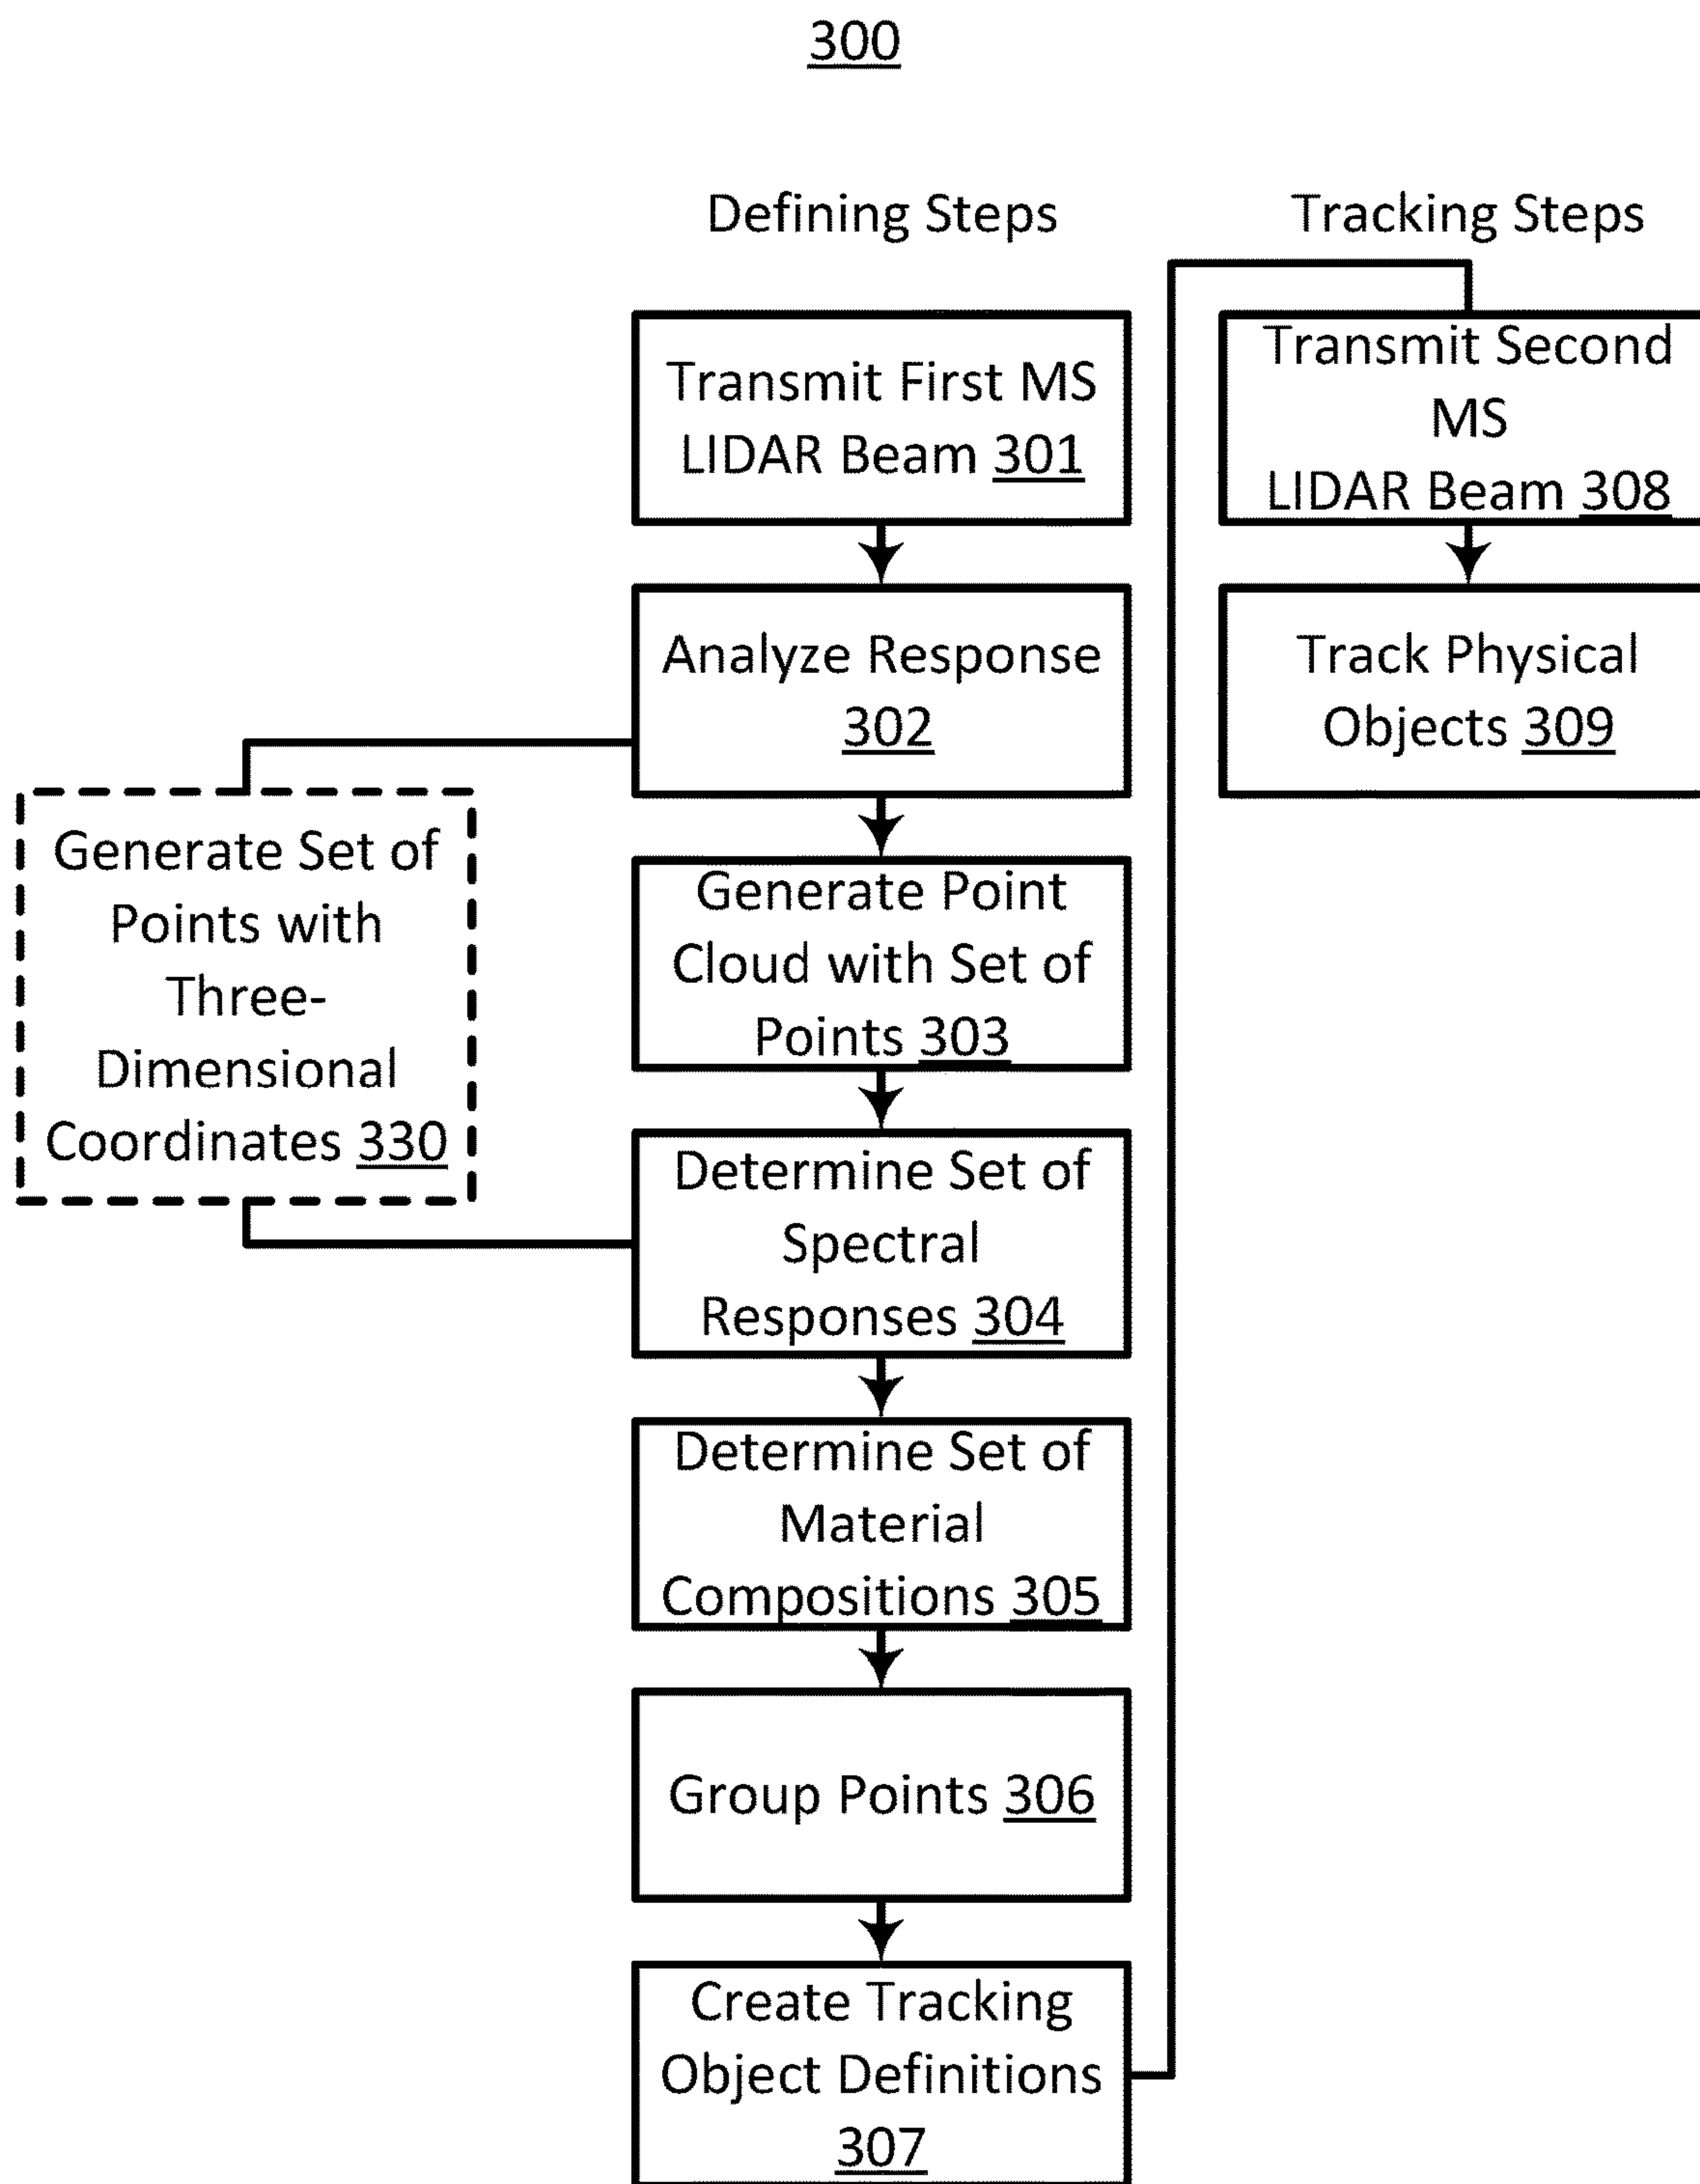 300
Defining Steps
Tracking Steps
Transmit First MS
LIDAR Beam 301
Analyze Response
302
Generate Set of
Points with
Three-
Dimensional
Coordinates 330
Generate Point
Cloud with Set of
Points 303
Determine Set of
Spectral
Responses 304
Determine Set of
Material
Compositions 305
Group Points 306
Create Tracking
Object Definitions
307
Transmit Second
MS
LIDAR Beam 308
Track Physical
Objects 309